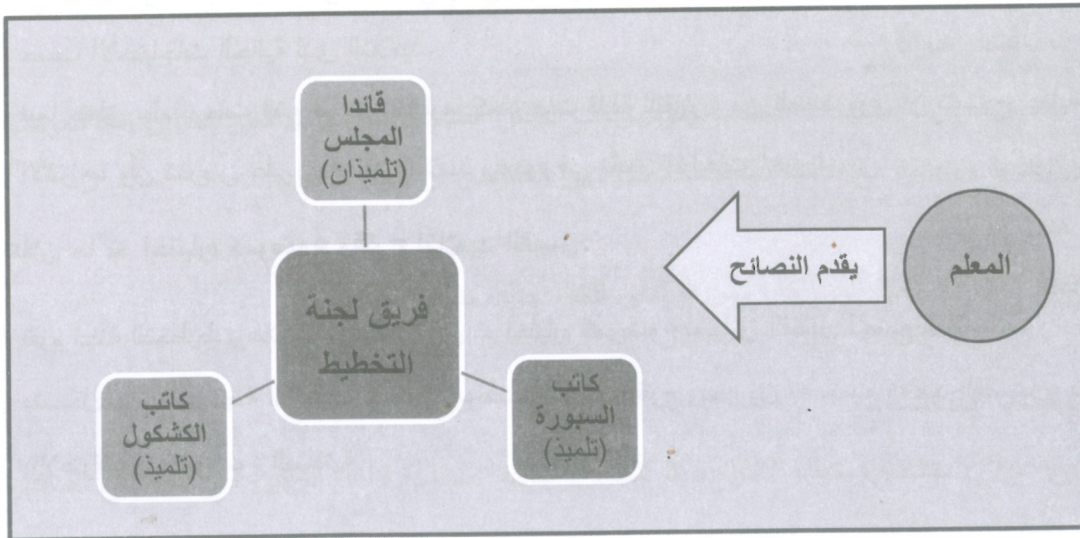 قائدا
المجلس
(تلميذان)
المعلم
يقدم النصائح
فريق لجنة
التخطيط
كاتب
السبورة
(تلميذ)
كاتب
الكشكول
(تلميذ)